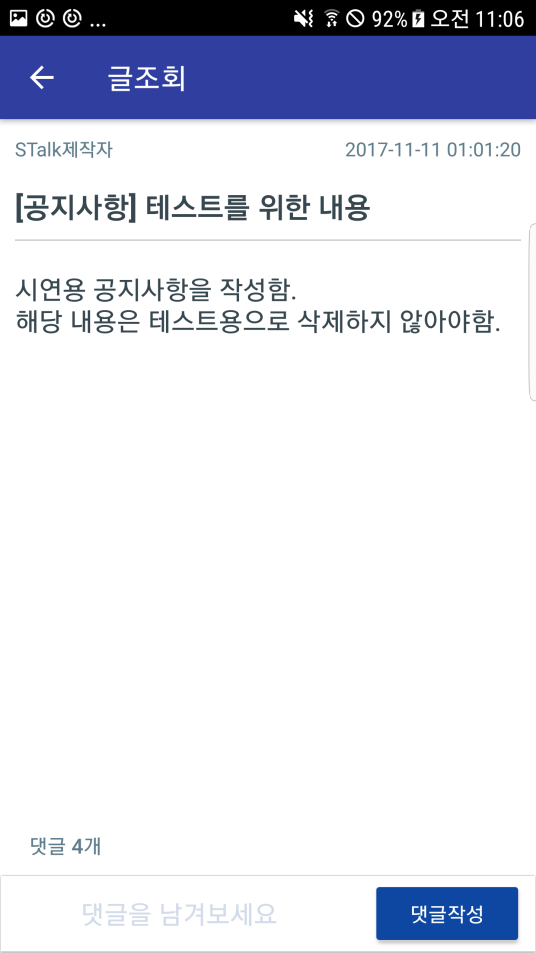 ... 92% 오전 11:06
글조회
STalk제작자 2017-11-11 01:01:20
[공지사항] 테스트를 위한 내용
시연용 공지사항을 작성함.
해당 내용은 테스트용으로 삭제하지 않아야함.
댓글 4개
댓글을 남겨보세요 댓글작성